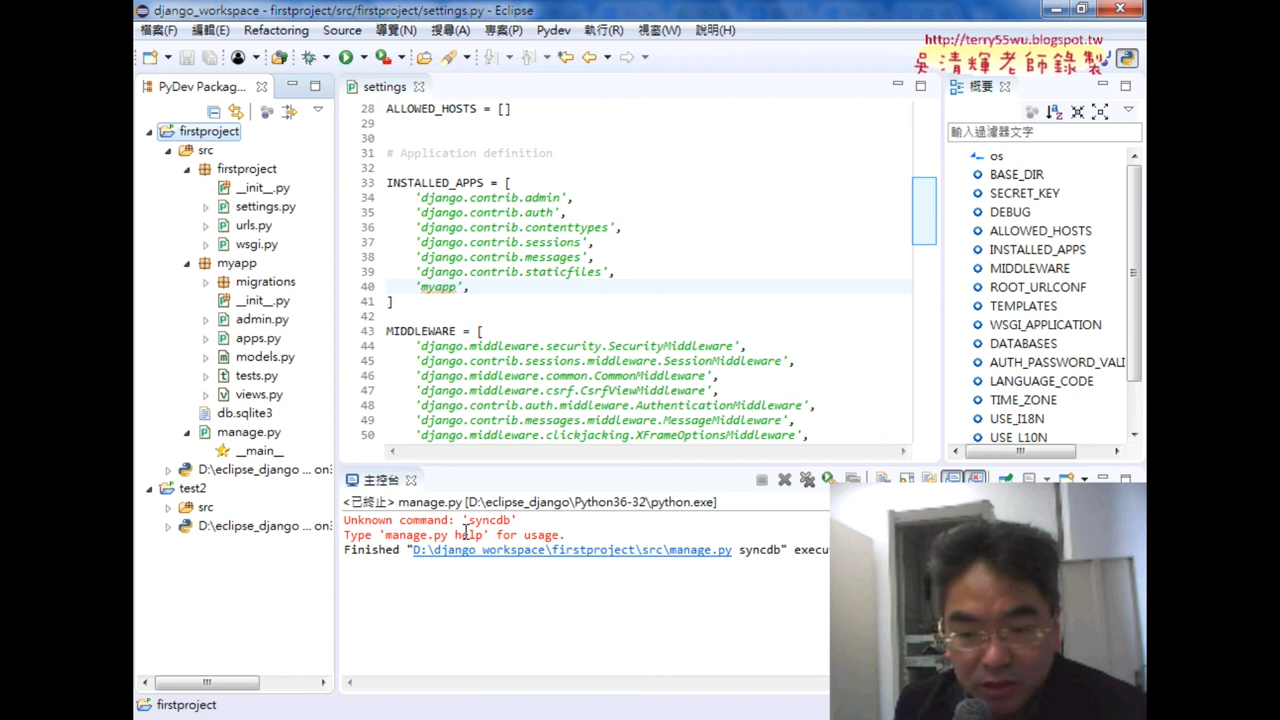 django_workspace - firstproject/src/firstproject/settings.py - Eclipse
檔案(F) 編輯(E) Refactoring Source 導覽(N) 搜尋(A) 專案(P) Pydev 執行(R) 視窗(W) 說明(H)
http://terry55wu.blogspot.tw
吳清輝老師錄製
PyDev Packag...
firstproject
src
firstproject
__init__.py
settings.py
urls.py
wsgi.py
myapp
migrations
__init__.py
admin.py
apps.py
models.py
tests.py
views.py
db.sqlite3
manage.py
__main__
D:\eclipse_django ... on:
test2
src
D:\eclipse_django ... on:
settings
28 ALLOWED_HOSTS = []
29
30
31 # Application definition
32
33 INSTALLED_APPS = [
34 'django.contrib.admin',
35 'django.contrib.auth',
36 'django.contrib.contenttypes',
37 'django.contrib.sessions',
38 'django.contrib.messages',
39 'django.contrib.staticfiles',
40 'myapp',
41 ]
42
43 MIDDLEWARE = [
44 'django.middleware.security.SecurityMiddleware',
45 'django.contrib.sessions.middleware.SessionMiddleware',
46 'django.middleware.common.CommonMiddleware',
47 'django.middleware.csrf.CsrfViewMiddleware',
48 'django.contrib.auth.middleware.AuthenticationMiddleware',
49 'django.contrib.messages.middleware.MessageMiddleware',
50 'django.middleware.clickjacking.XFrameOptionsMiddleware',
概要
輸入過濾器文字
os
BASE_DIR
SECRET_KEY
DEBUG
ALLOWED_HOSTS
INSTALLED_APPS
MIDDLEWARE
ROOT_URLCONF
TEMPLATES
WSGI_APPLICATION
DATABASES
AUTH_PASSWORD_VALI
LANGUAGE_CODE
TIME_ZONE
USE_I18N
USE_L10N
主控台
<已終止> manage.py [D:\eclipse_django\Python36-32\python.exe]
Unknown command: 'syncdb'
Type 'manage.py help' for usage.
Finished "D:\django_workspace\firstproject\src\manage.py syncdb" execu
firstproject